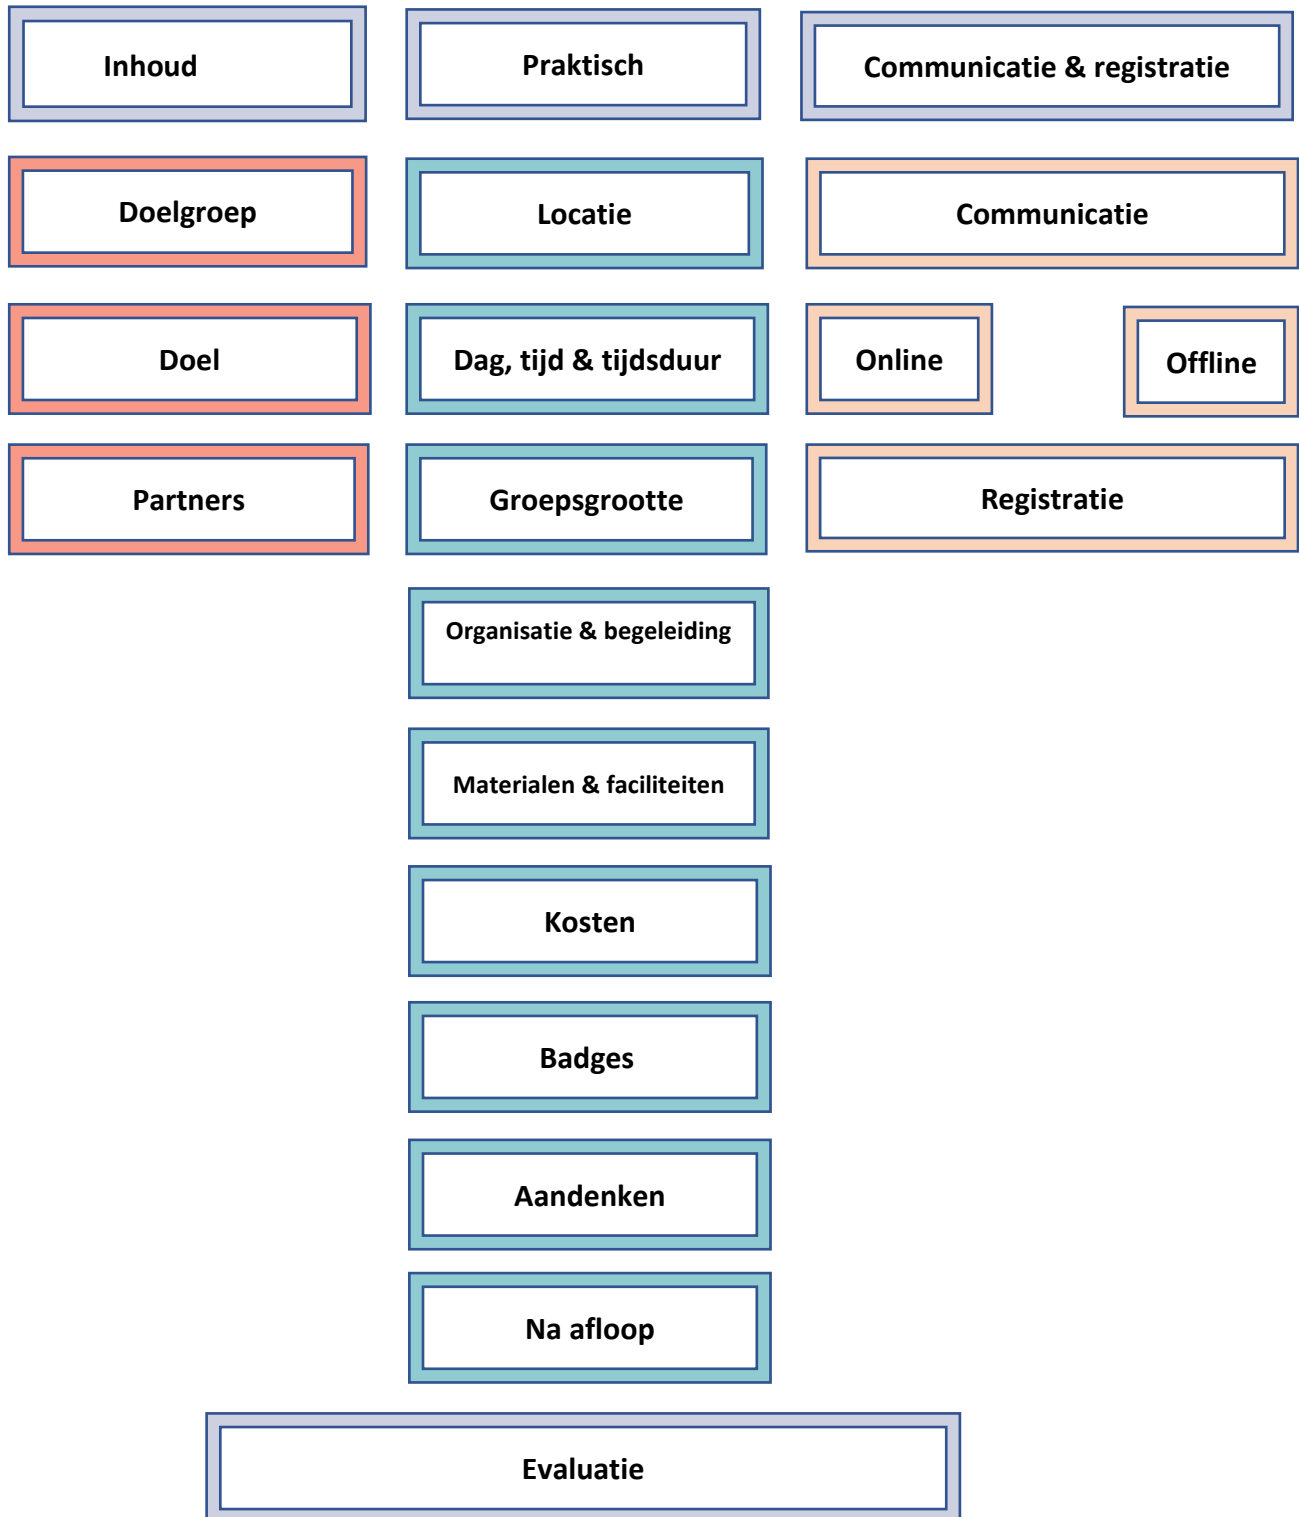 Inhoud
Praktisch
Communicatie & registratie
Doelgroep
Locatie
Communicatie
Doel
Dag, tijd & tijdsduur
Online
Offline
Partners
Groepsgrootte
Registratie
Organisatie & begeleiding
Materialen & faciliteiten
Kosten
Badges
Aandenken
Na afloop
Evaluatie